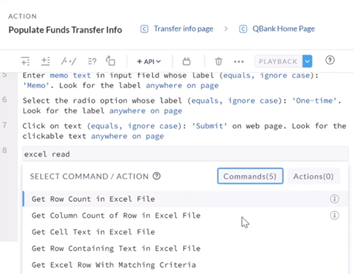 ACTION
Populate Funds Transfer Info
Transfer info page
QBank Home Page
+ API
PLAYBACK
5 Enter memo text in input field whose label (equals, ignore case):
'Memo'. Look for the label anywhere on page
6 Select the radio option whose label (equals, ignore case): 'One-time'.
Look for the label anywhere on page
7 Click on text (equals, ignore case): 'Submit' on web page. Look for the
clickable text anywhere on page
8 excel read
SELECT COMMAND / ACTION
Commands(5)
Actions(0)
Get Row Count in Excel File
Get Column Count of Row in Excel File
Get Cell Text in Excel File
Get Row Containing Text in Excel File
Get Excel Row With Matching Criteria